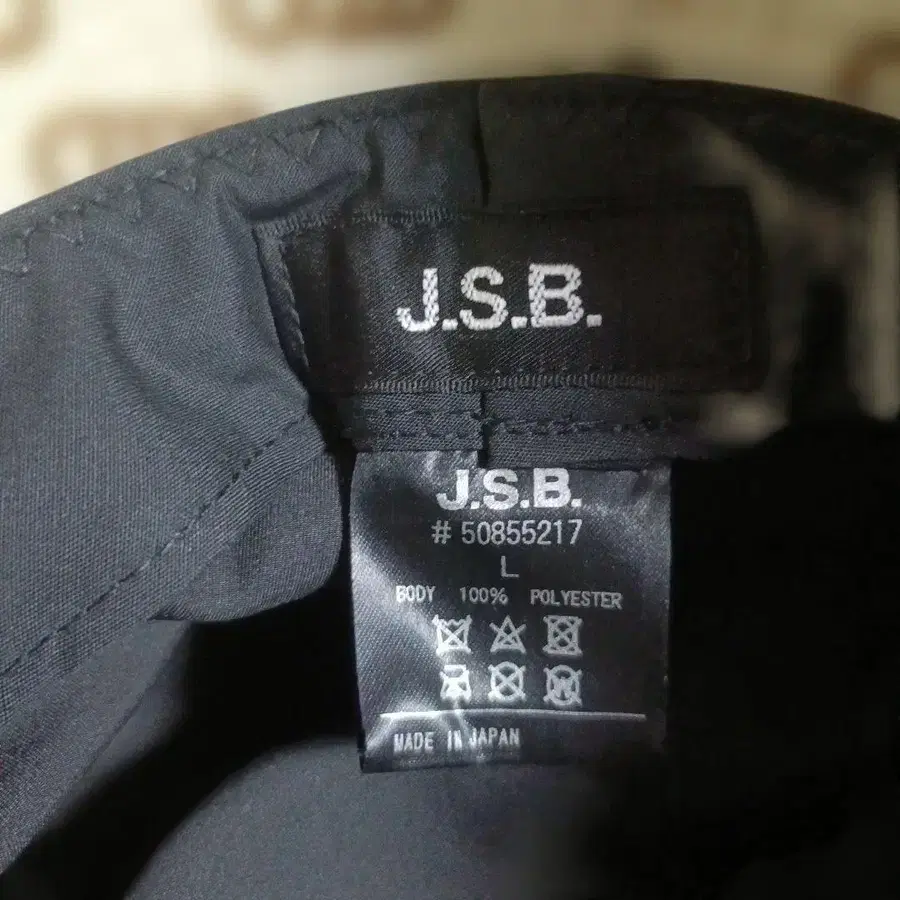 J.S.B.
J.S.B.
# 50855217
L
BODY 100% POLYESTER
MADE IN JAPAN